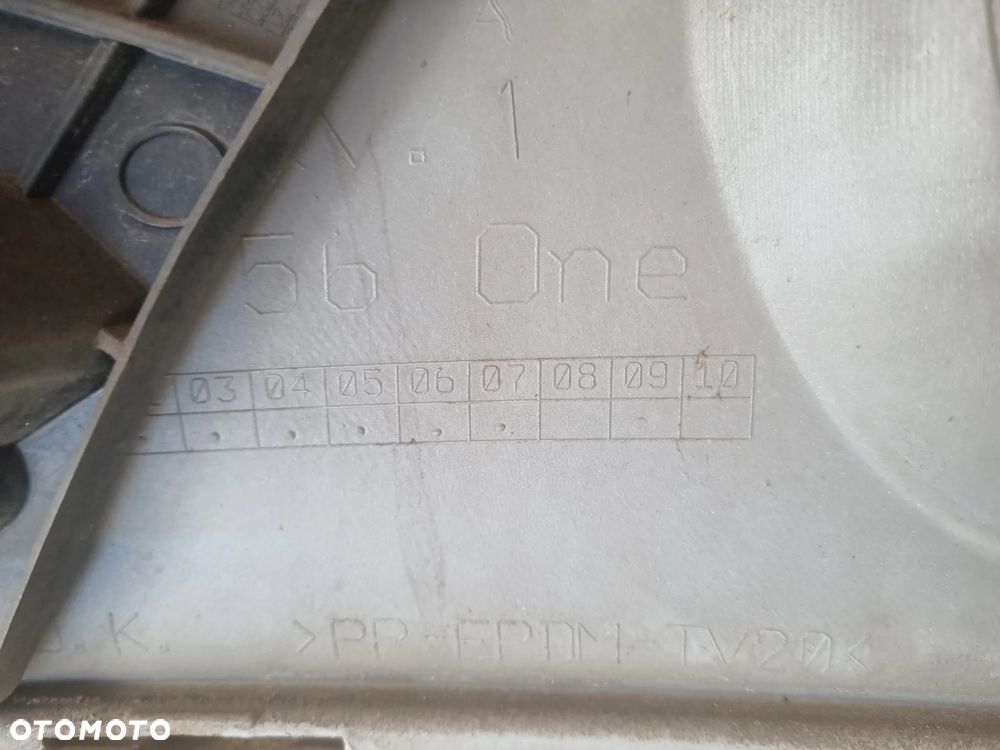 A
. 1
56 One
03 04 05 06 07 08 09 10
.K. >PP-EPDM-TV20<
OTOMOTO